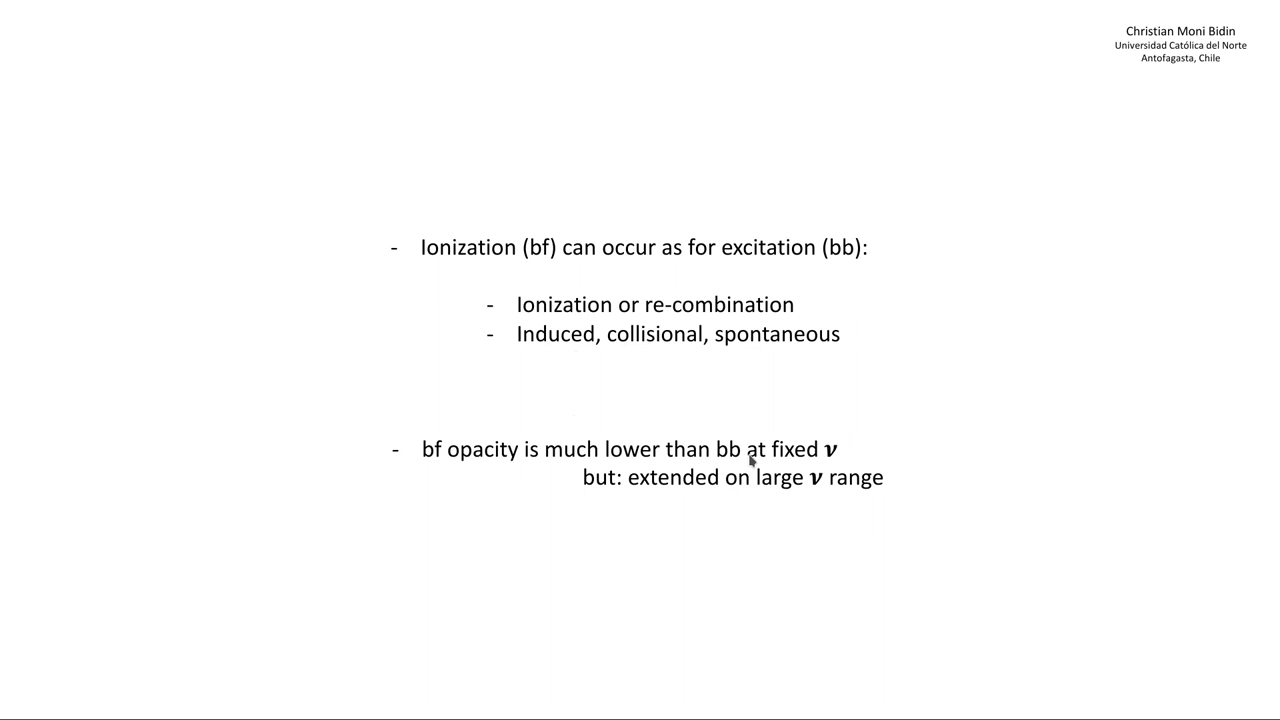 Christian Moni Bidin
Universidad Católica del Norte
Antofagasta, Chile
- Ionization (bf) can occur as for excitation (bb):
- Ionization or re-combination
- Induced, collisional, spontaneous
- bf opacity is much lower than bb at fixed ν
but: extended on large ν range